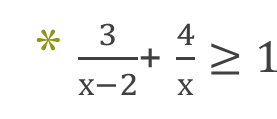 * 3/(x−2) + 4/x ≥ 1